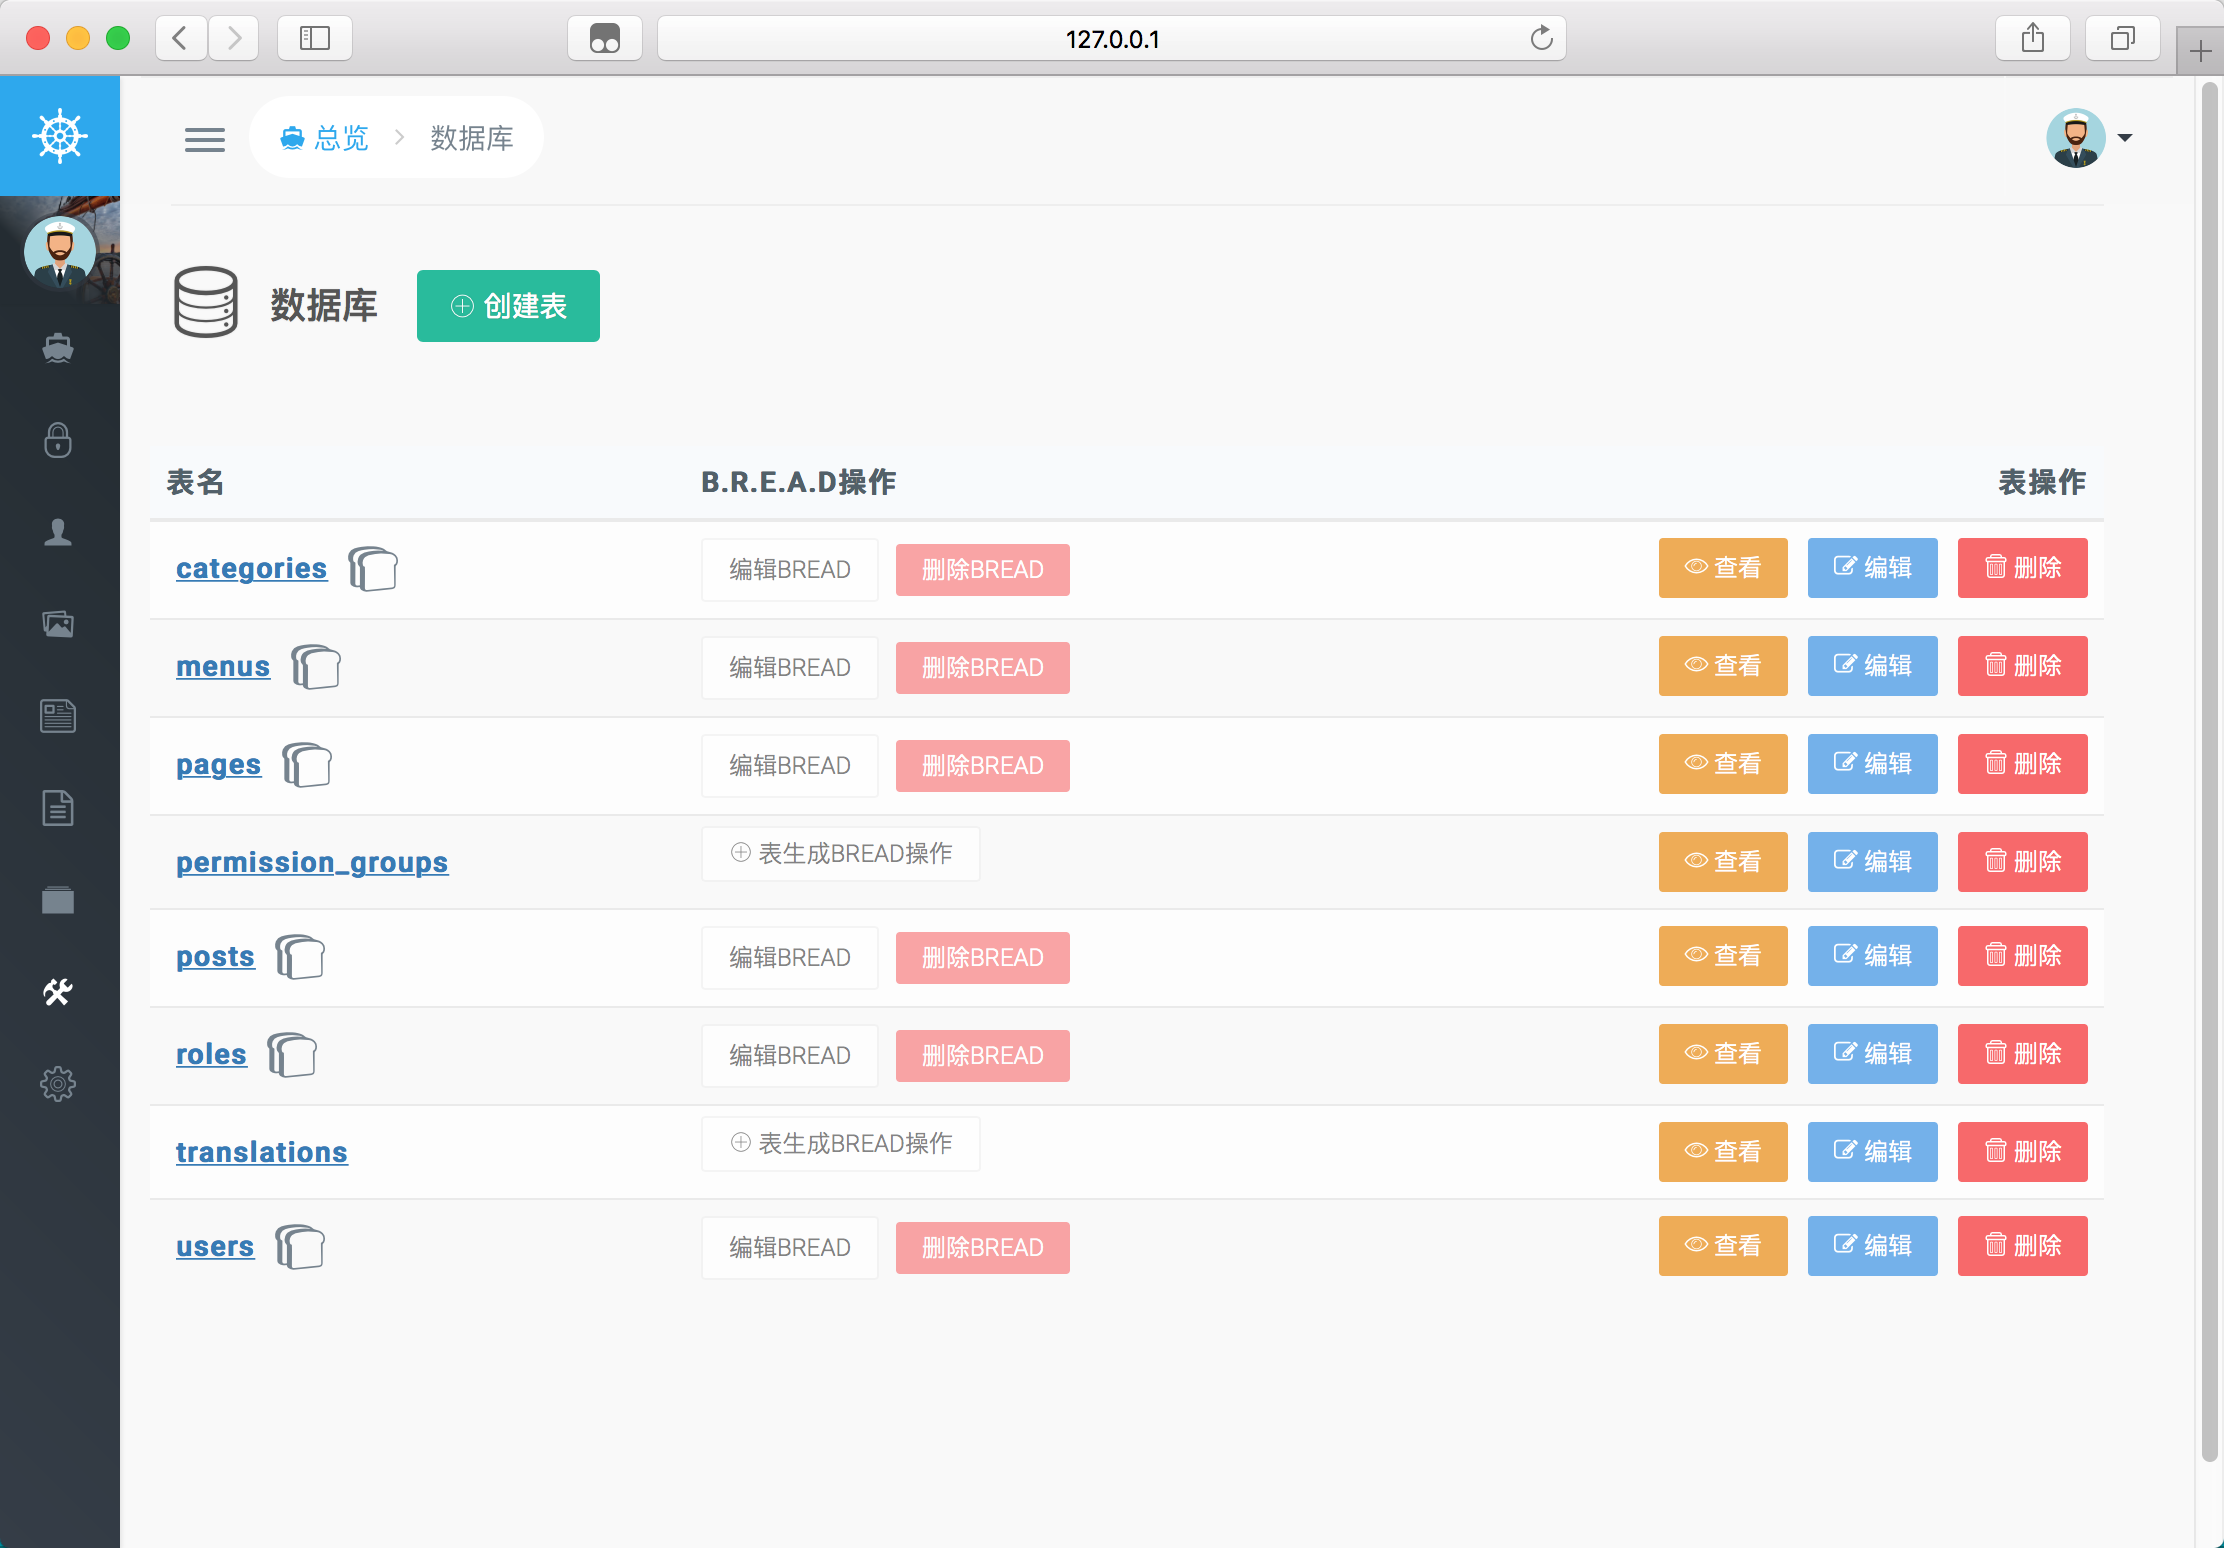 127.0.0.1
总览 数据库
数据库 创建表
表名 B.R.E.A.D操作 表操作
categories 编辑BREAD 删除BREAD 查看 编辑 删除
menus 编辑BREAD 删除BREAD 查看 编辑 删除
pages 编辑BREAD 删除BREAD 查看 编辑 删除
permission_groups 表生成BREAD操作 查看 编辑 删除
posts 编辑BREAD 删除BREAD 查看 编辑 删除
roles 编辑BREAD 删除BREAD 查看 编辑 删除
translations 表生成BREAD操作 查看 编辑 删除
users 编辑BREAD 删除BREAD 查看 编辑 删除